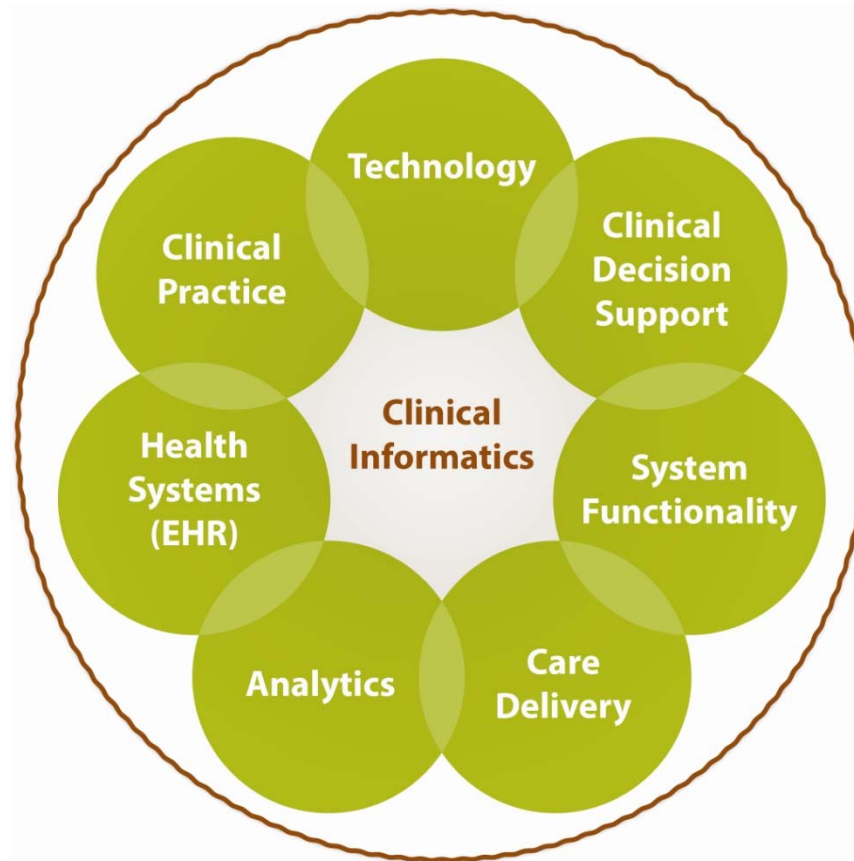 Technology
Clinical
Decision
Support
System
Functionality
Care
Delivery
Analytics
Health
Systems
(EHR)
Clinical
Practice
Clinical
Informatics